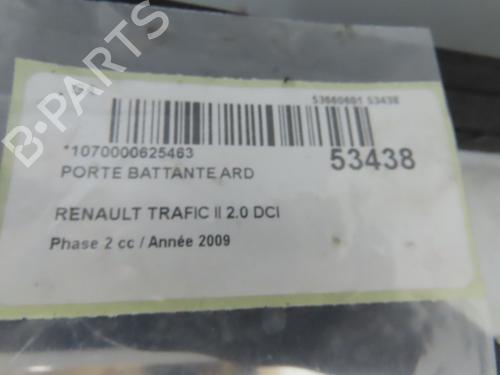 53660601 53438
*1070000625463
53438
PORTE BATTANTE ARD
RENAULT TRAFIC II 2.0 DCI
Phase 2 cc / Année 2009
B-PARTS